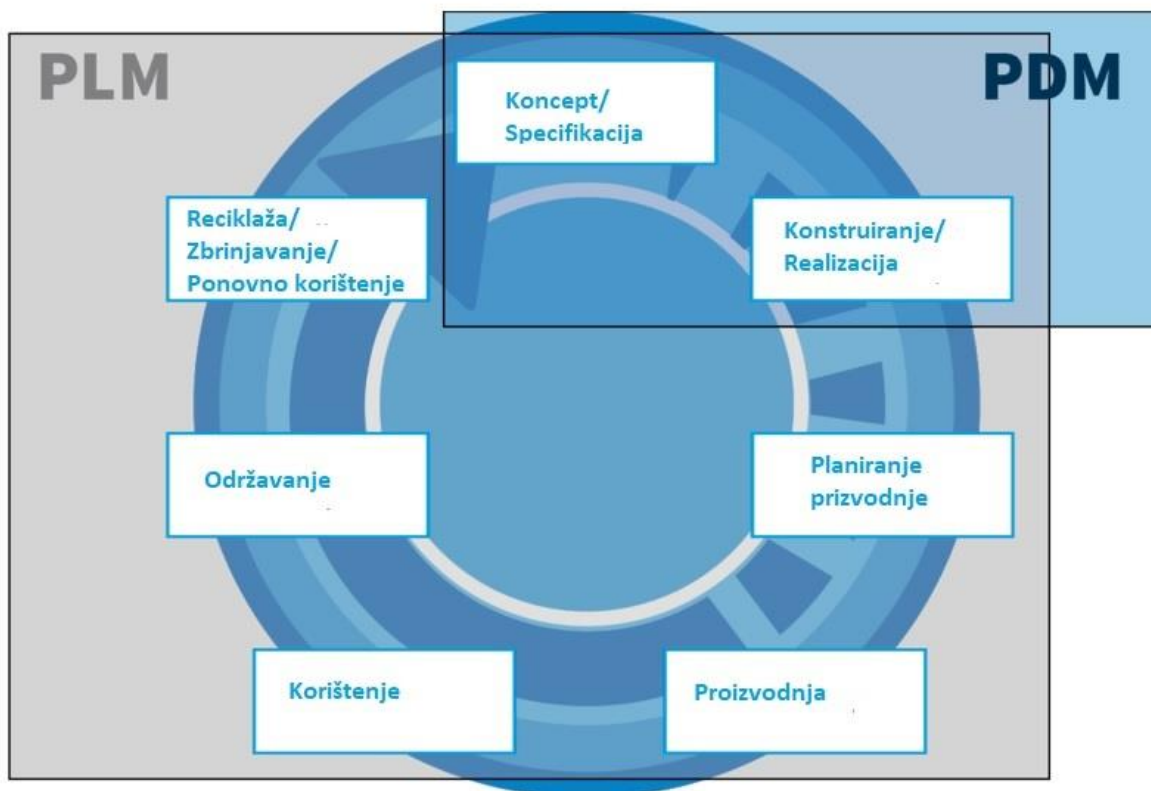 PLM
PDM
Koncept/
Specifikacija
Konstruiranje/
Realizacija
Planiranje
prizvodnje
Proizvodnja
Korištenje
Održavanje
Reciklaža/
Zbrinjavanje/
Ponovno korištenje